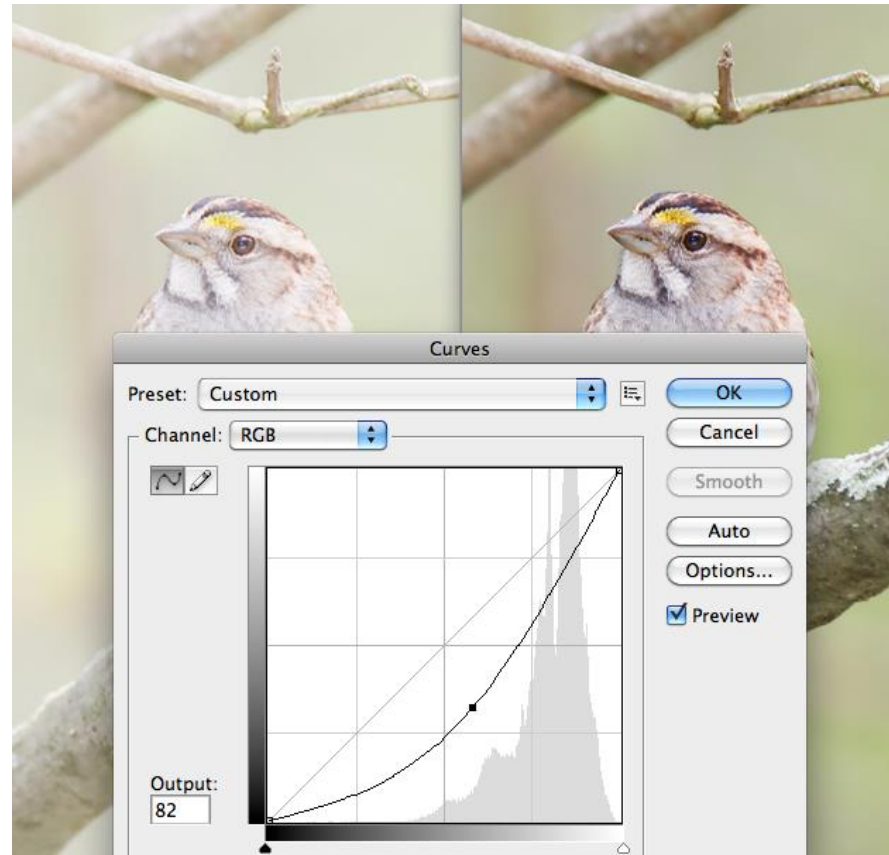 Curves
Preset: Custom
OK
Channel: RGB
Cancel
Smooth
Auto
Options...
Preview
Output:
82